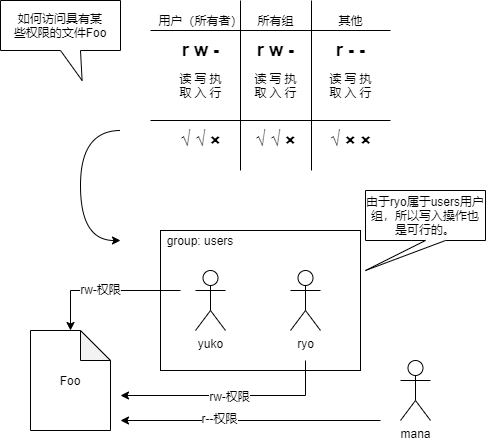 如何访问具有某
些权限的文件Foo
用户（所有者） 所有组 其他
r w - r w - r - -
读 写 执 读 写 执 读 写 执
取 入 行 取 入 行 取 入 行
√ √ × √ √ × √ × ×
由于ryo属于users用户
组，所以写入操作也
是可行的。
group: users
rw-权限
yuko ryo
Foo
rw-权限
r--权限
mana